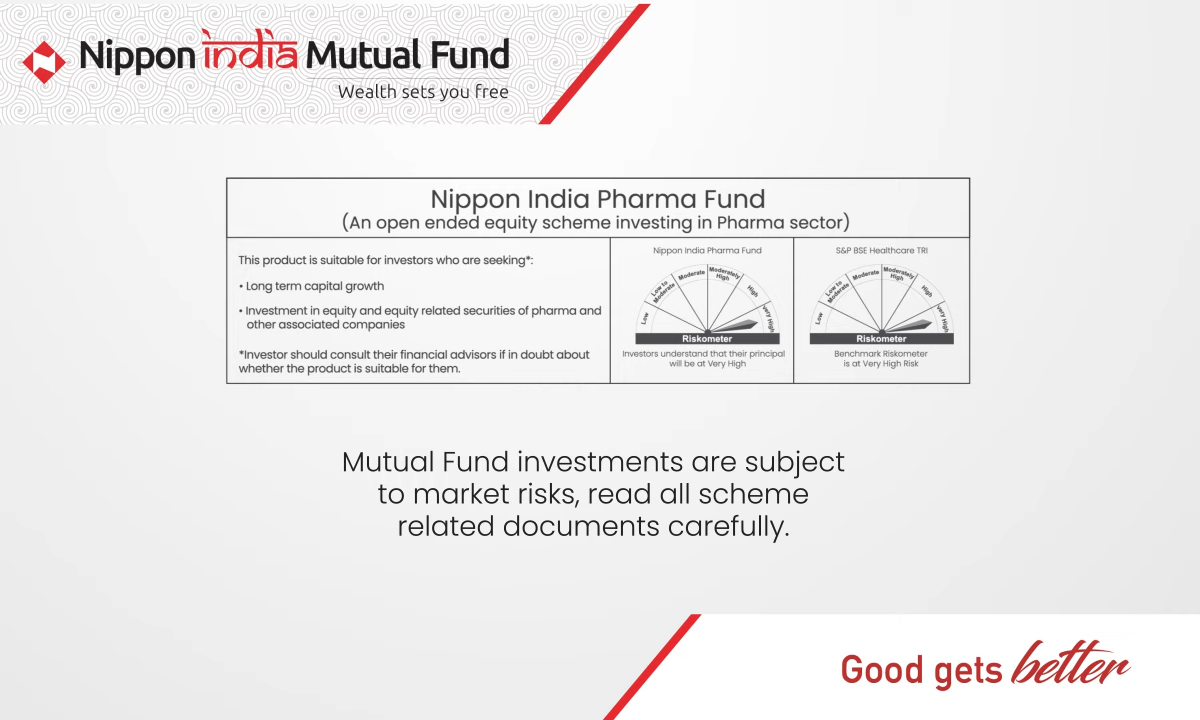 Nippon india Mutual Fund
Wealth sets you free
Nippon India Pharma Fund
(An open ended equity scheme investing in Pharma sector)
This product is suitable for investors who are seeking*:
• Long term capital growth
• Investment in equity and equity related securities of pharma and
other associated companies
*Investor should consult their financial advisors if in doubt about
whether the product is suitable for them.
Nippon India Pharma Fund
Low
Low to
Moderate
Moderate
Moderately
High
High
Very High
Riskometer
Investors understand that their principal
will be at Very High
S&P BSE Healthcare TRI
Low
Low to
Moderate
Moderate
Moderately
High
High
Very High
Riskometer
Benchmark Riskometer
is at Very High Risk
Mutual Fund investments are subject
to market risks, read all scheme
related documents carefully.
Good gets better